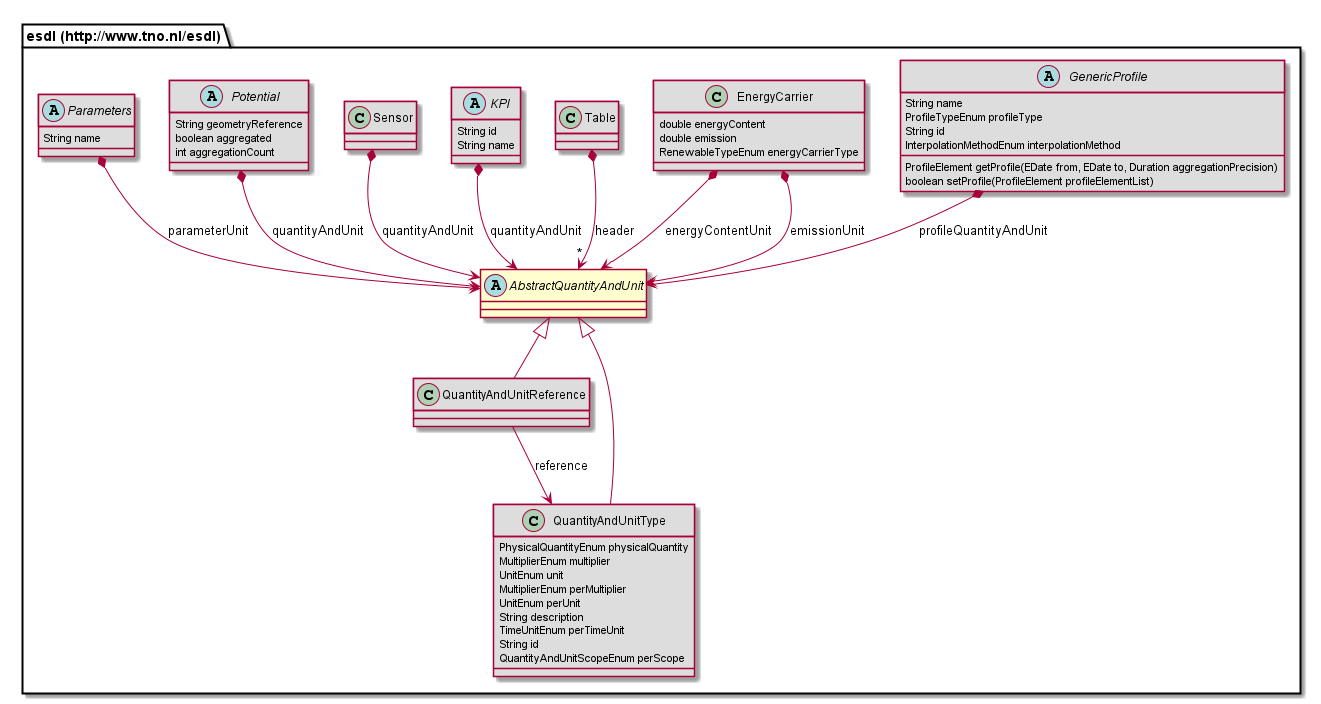 esdl (http://www.tno.nl/esdl)
A Parameters
String name
A Potential
String geometryReference
boolean aggregated
int aggregationCount
C Sensor
A KPI
String id
String name
C Table
C EnergyCarrier
double energyContent
double emission
RenewableTypeEnum energyCarrierType
A GenericProfile
String name
ProfileTypeEnum profileType
String id
InterpolationMethodEnum interpolationMethod
ProfileElement getProfile(EDate from, EDate to, Duration aggregationPrecision)
boolean setProfile(ProfileElement profileElementList)
parameterUnit
quantityAndUnit
quantityAndUnit
quantityAndUnit
header
*
energyContentUnit
emissionUnit
profileQuantityAndUnit
A AbstractQuantityAndUnit
C QuantityAndUnitReference
reference
C QuantityAndUnitType
PhysicalQuantityEnum physicalQuantity
MultiplierEnum multiplier
UnitEnum unit
MultiplierEnum perMultiplier
UnitEnum perUnit
String description
TimeUnitEnum perTimeUnit
String id
QuantityAndUnitScopeEnum perScope